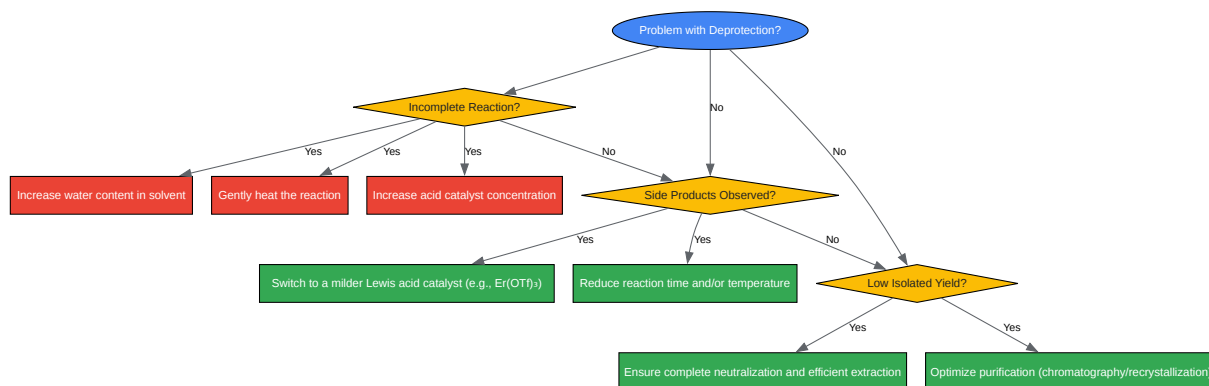 Problem with Deprotection?
No
No
Incomplete Reaction?
Yes
Yes
Yes
No
Increase water content in solvent
Gently heat the reaction
Increase acid catalyst concentration
Side Products Observed?
Yes
Yes
No
Switch to a milder Lewis acid catalyst (e.g., Er(OTf)₃)
Reduce reaction time and/or temperature
Low Isolated Yield?
Yes
Yes
Ensure complete neutralization and efficient extraction
Optimize purification (chromatography/recrystallization